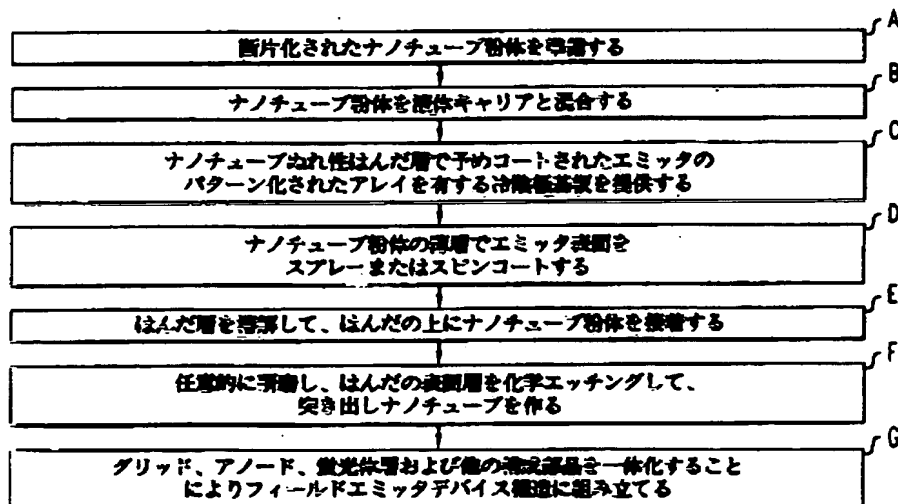 A
断片化されたナノチューブ粉体を準備する
B
ナノチューブ粉体を液体キャリアと混合する
C
ナノチューブぬれ性はんだ層で予めコートされたエミッタの
パターン化されたアレイを有する冷陰極基板を提供する
D
ナノチューブ粉体の薄層でエミッタ表面を
スプレーまたはスピンコートする
E
はんだ層を溶融して、はんだの上にナノチューブ粉体を接着する
F
任意的に研磨し、はんだの表面層を化学エッチングして、
突き出しナノチューブを作る
G
グリッド、アノード、蛍光体層および他の構成部品を一体化すること
によりフィールドエミッタデバイス構造に組み立てる